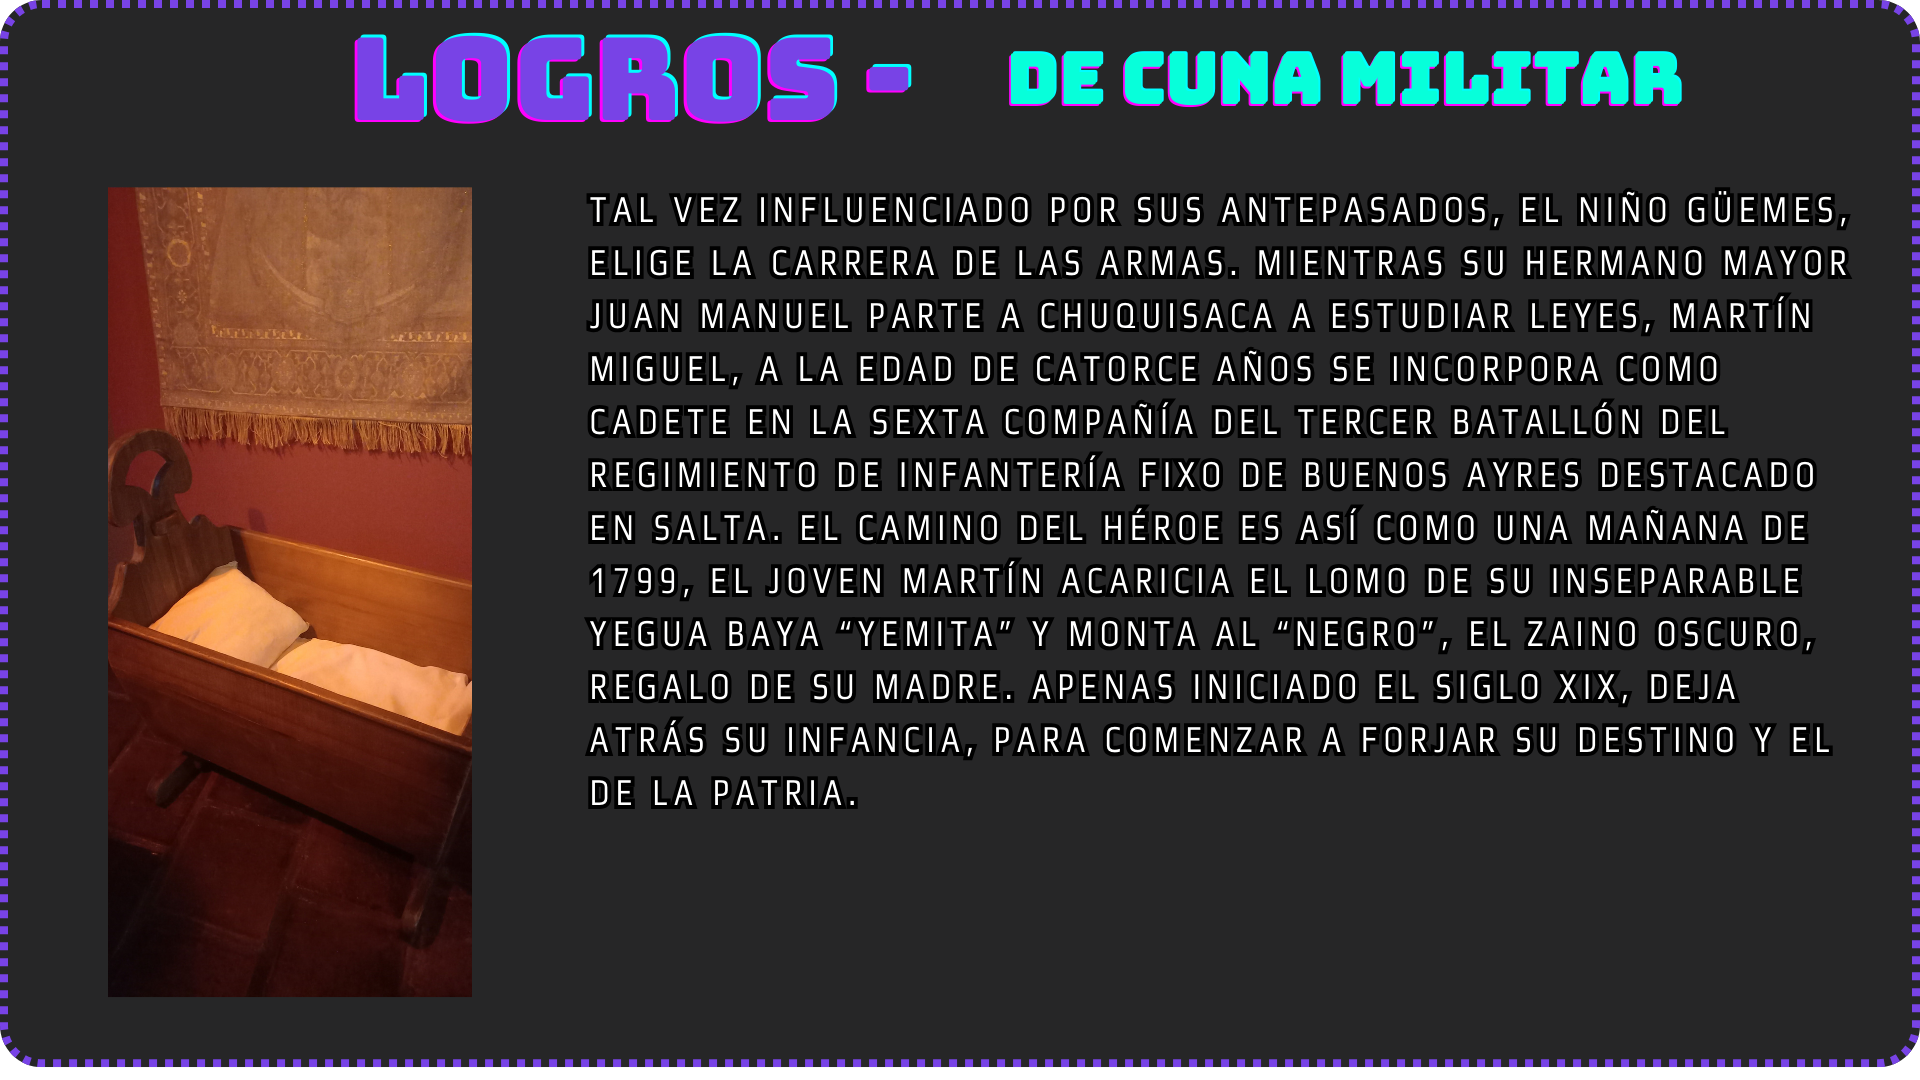 LOGROS - DE CUNA MILITAR
TAL VEZ INFLUENCIADO POR SUS ANTEPASADOS, EL NIÑO GÜEMES,
ELIGE LA CARRERA DE LAS ARMAS. MIENTRAS SU HERMANO MAYOR
JUAN MANUEL PARTE A CHUQUISACA A ESTUDIAR LEYES, MARTÍN
MIGUEL, A LA EDAD DE CATORCE AÑOS SE INCORPORA COMO
CADETE EN LA SEXTA COMPAÑÍA DEL TERCER BATALLÓN DEL
REGIMIENTO DE INFANTERÍA FIXO DE BUENOS AYRES DESTACADO
EN SALTA. EL CAMINO DEL HÉROE ES ASÍ COMO UNA MAÑANA DE
1799, EL JOVEN MARTÍN ACARICIA EL LOMO DE SU INSEPARABLE
YEGUA BAYA “YEMITA” Y MONTA AL “NEGRO”, EL ZAINO OSCURO,
REGALO DE SU MADRE. APENAS INICIADO EL SIGLO XIX, DEJA
ATRÁS SU INFANCIA, PARA COMENZAR A FORJAR SU DESTINO Y EL
DE LA PATRIA.